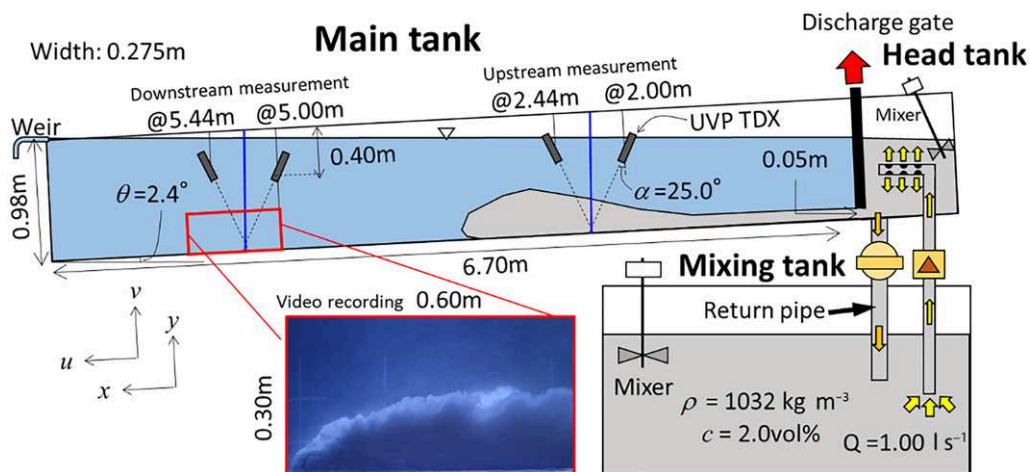 Discharge gate
Main tank
Head tank
Width: 0.275m
Downstream measurement
@5.44m
@5.00m
Upstream measurement
@2.44m
@2.00m
UVP TDX
Mixer
Weir
0.40m
0.05m
0.98m
θ=2.4°
α=25.0°
6.70m
Mixing tank
Video recording 0.60m
Return pipe
v
y
u
x
0.30m
Mixer
ρ = 1032 kg m⁻³
c = 2.0vol%
Q =1.00 l s⁻¹